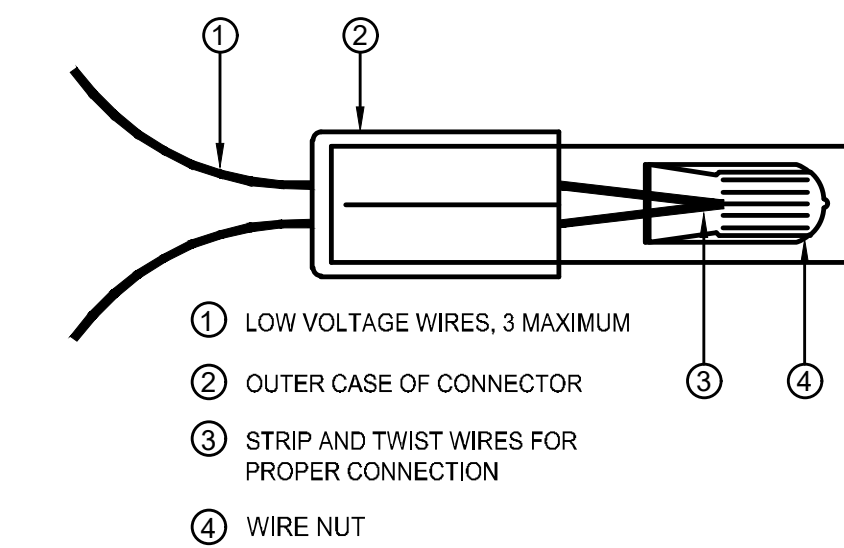 1 2
3 4
1 LOW VOLTAGE WIRES, 3 MAXIMUM
2 OUTER CASE OF CONNECTOR
3 STRIP AND TWIST WIRES FOR
PROPER CONNECTION
4 WIRE NUT